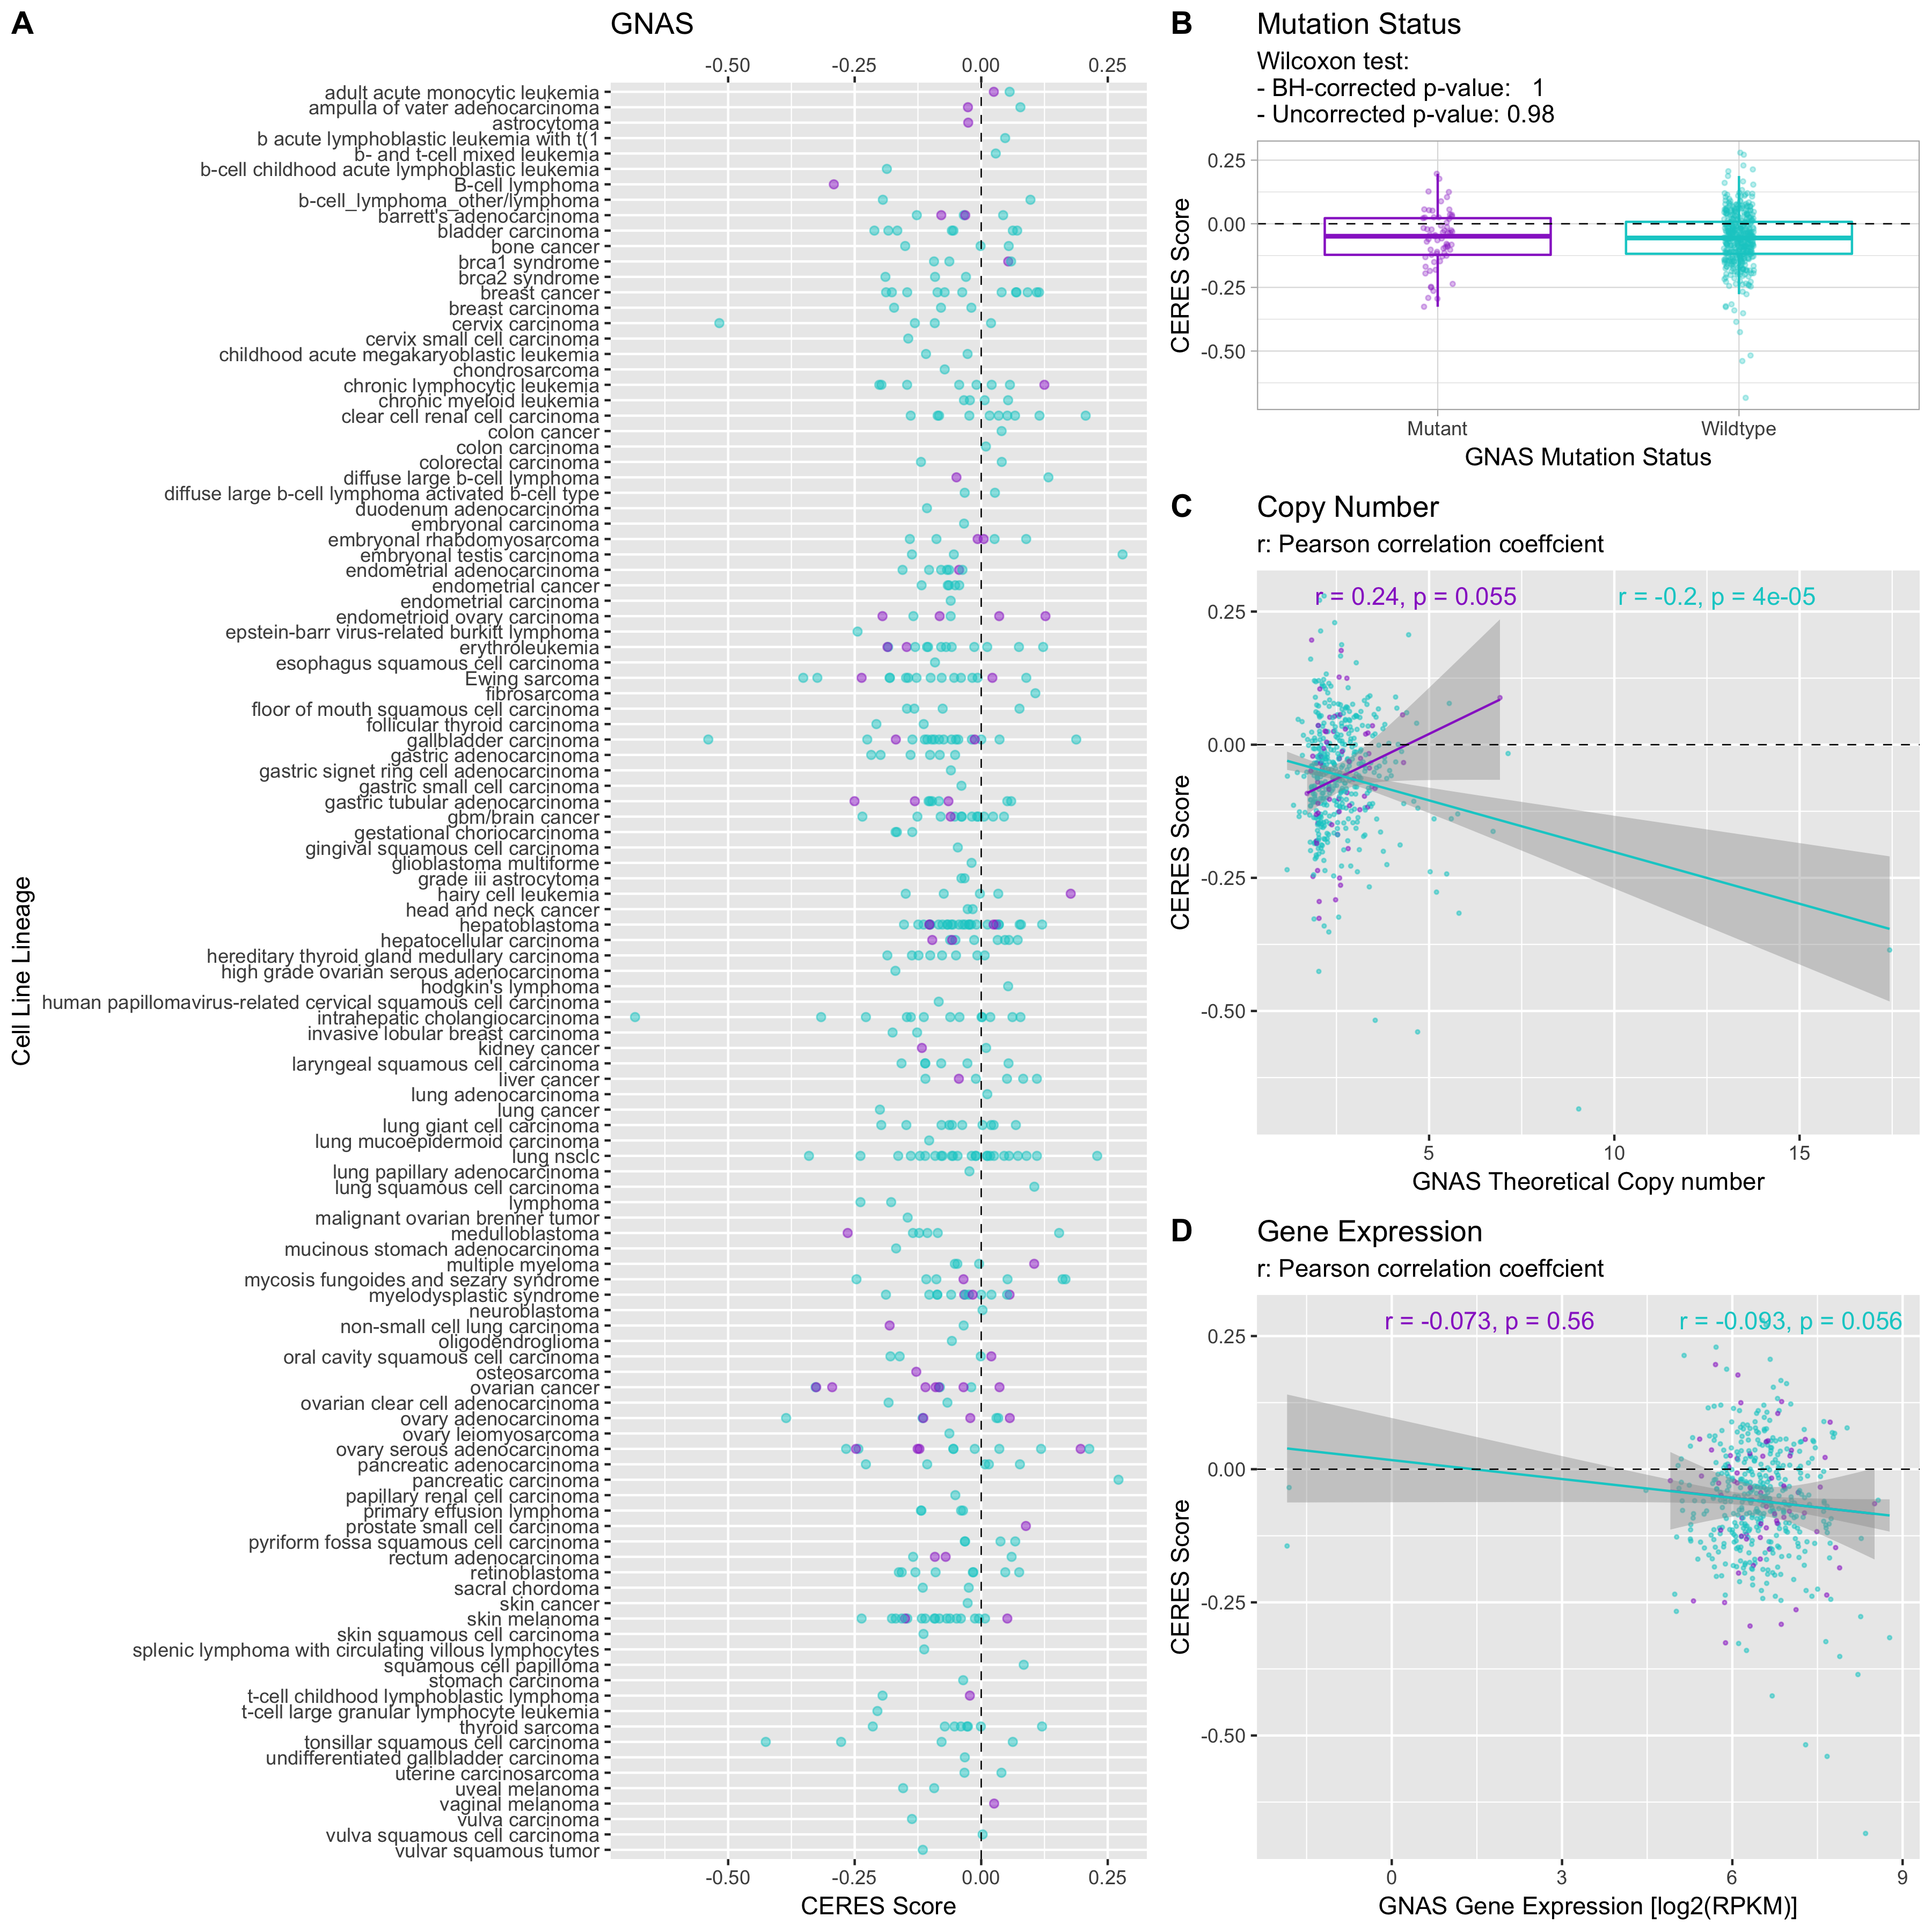 A
GNAS
-0.50 -0.25 0.00 0.25
Cell Line Lineage
adult acute monocytic leukemia
ampulla of vater adenocarcinoma
astrocytoma
b acute lymphoblastic leukemia with t(1
b- and t-cell mixed leukemia
b-cell childhood acute lymphoblastic leukemia
B-cell lymphoma
b-cell_lymphoma_other/lymphoma
barrett's adenocarcinoma
bladder carcinoma
bone cancer
brca1 syndrome
brca2 syndrome
breast cancer
breast carcinoma
cervix carcinoma
cervix small cell carcinoma
childhood acute megakaryoblastic leukemia
chondrosarcoma
chronic lymphocytic leukemia
chronic myeloid leukemia
clear cell renal cell carcinoma
colon cancer
colon carcinoma
colorectal carcinoma
diffuse large b-cell lymphoma
diffuse large b-cell lymphoma activated b-cell type
duodenum adenocarcinoma
embryonal carcinoma
embryonal rhabdomyosarcoma
embryonal testis carcinoma
endometrial adenocarcinoma
endometrial cancer
endometrial carcinoma
endometrioid ovary carcinoma
epstein-barr virus-related burkitt lymphoma
erythroleukemia
esophagus squamous cell carcinoma
Ewing sarcoma
fibrosarcoma
floor of mouth squamous cell carcinoma
follicular thyroid carcinoma
gallbladder carcinoma
gastric adenocarcinoma
gastric signet ring cell adenocarcinoma
gastric small cell carcinoma
gastric tubular adenocarcinoma
gbm/brain cancer
gestational choriocarcinoma
gingival squamous cell carcinoma
glioblastoma multiforme
grade iii astrocytoma
hairy cell leukemia
head and neck cancer
hepatoblastoma
hepatocellular carcinoma
hereditary thyroid gland medullary carcinoma
high grade ovarian serous adenocarcinoma
hodgkin's lymphoma
human papillomavirus-related cervical squamous cell carcinoma
intrahepatic cholangiocarcinoma
invasive lobular breast carcinoma
kidney cancer
laryngeal squamous cell carcinoma
liver cancer
lung adenocarcinoma
lung cancer
lung giant cell carcinoma
lung mucoepidermoid carcinoma
lung nsclc
lung papillary adenocarcinoma
lung squamous cell carcinoma
lymphoma
malignant ovarian brenner tumor
medulloblastoma
mucinous stomach adenocarcinoma
multiple myeloma
mycosis fungoides and sezary syndrome
myelodysplastic syndrome
neuroblastoma
non-small cell lung carcinoma
oligodendroglioma
oral cavity squamous cell carcinoma
osteosarcoma
ovarian cancer
ovarian clear cell adenocarcinoma
ovary adenocarcinoma
ovary leiomyosarcoma
ovary serous adenocarcinoma
pancreatic adenocarcinoma
pancreatic carcinoma
papillary renal cell carcinoma
primary effusion lymphoma
prostate small cell carcinoma
pyriform fossa squamous cell carcinoma
rectum adenocarcinoma
retinoblastoma
sacral chordoma
skin cancer
skin melanoma
skin squamous cell carcinoma
splenic lymphoma with circulating villous lymphocytes
squamous cell papilloma
stomach carcinoma
t-cell childhood lymphoblastic lymphoma
t-cell large granular lymphocyte leukemia
thyroid sarcoma
tonsillar squamous cell carcinoma
undifferentiated gallbladder carcinoma
uterine carcinosarcoma
uveal melanoma
vaginal melanoma
vulva carcinoma
vulva squamous cell carcinoma
vulvar squamous tumor
-0.50 -0.25 0.00 0.25
CERES Score
B
Mutation Status
Wilcoxon test:
- BH-corrected p-value: 1
- Uncorrected p-value: 0.98
CERES Score
0.25
0.00
-0.25
-0.50
Mutant Wildtype
GNAS Mutation Status
C
Copy Number
r: Pearson correlation coeffcient
r = 0.24, p = 0.055 r = -0.2, p = 4e-05
CERES Score
0.25
0.00
-0.25
-0.50
5 10 15
GNAS Theoretical Copy number
D
Gene Expression
r: Pearson correlation coeffcient
r = -0.073, p = 0.56 r = -0.093, p = 0.056
CERES Score
0.25
0.00
-0.25
-0.50
0 3 6 9
GNAS Gene Expression [log2(RPKM)]